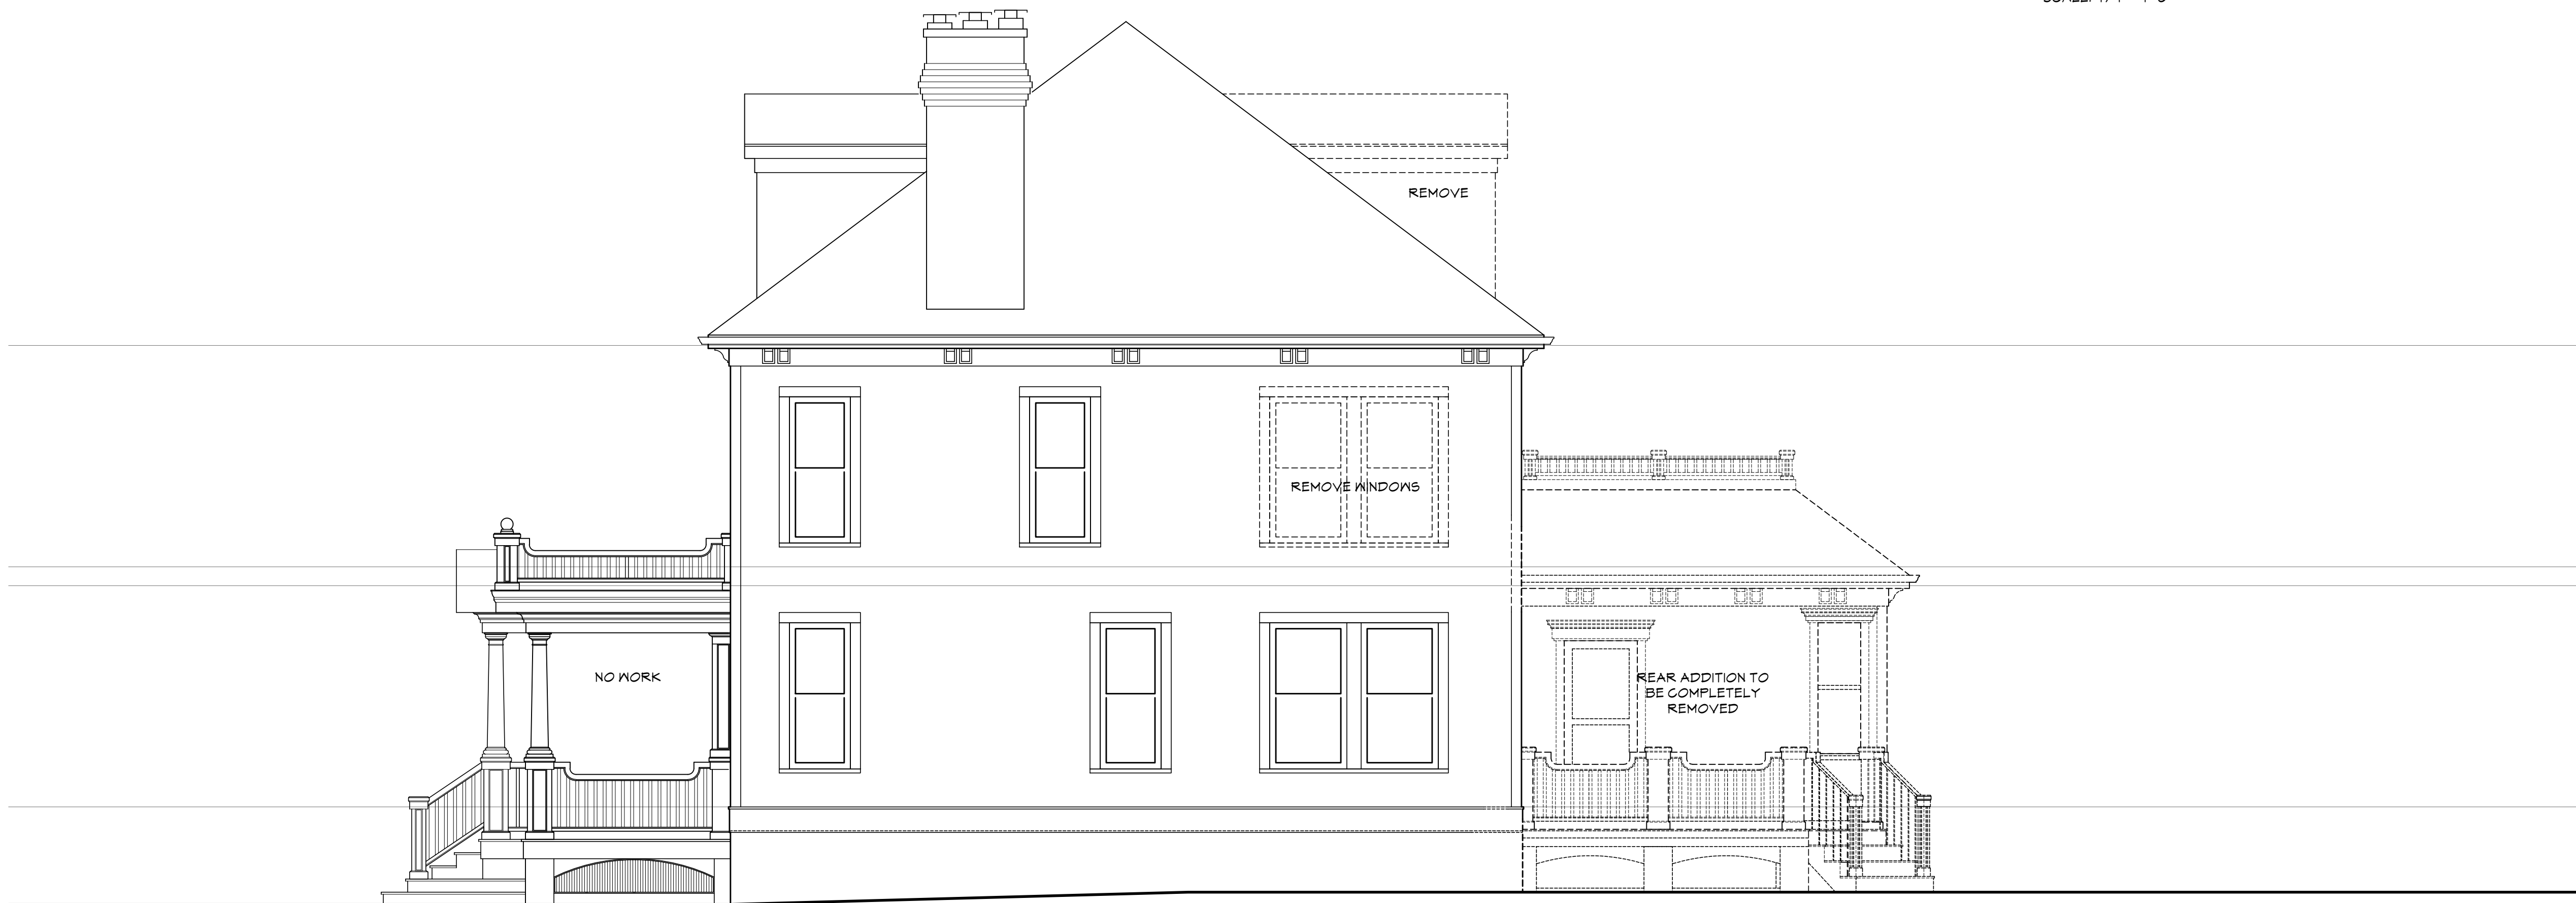 REMOVE
REMOVE WINDOWS
NO WORK
REAR ADDITION TO
BE COMPLETELY
REMOVED